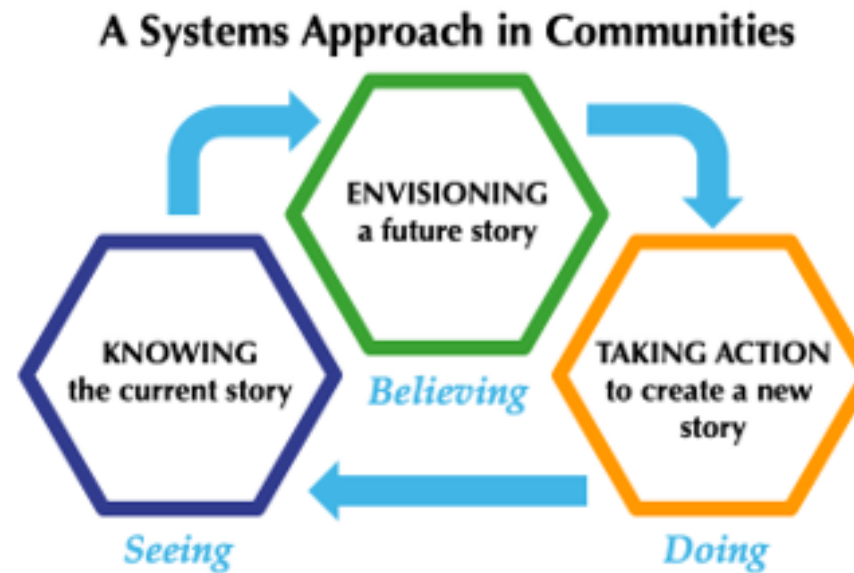 A Systems Approach in Communities
ENVISIONING
a future story
KNOWING
the current story
TAKING ACTION
to create a new
story
Believing
Seeing
Doing